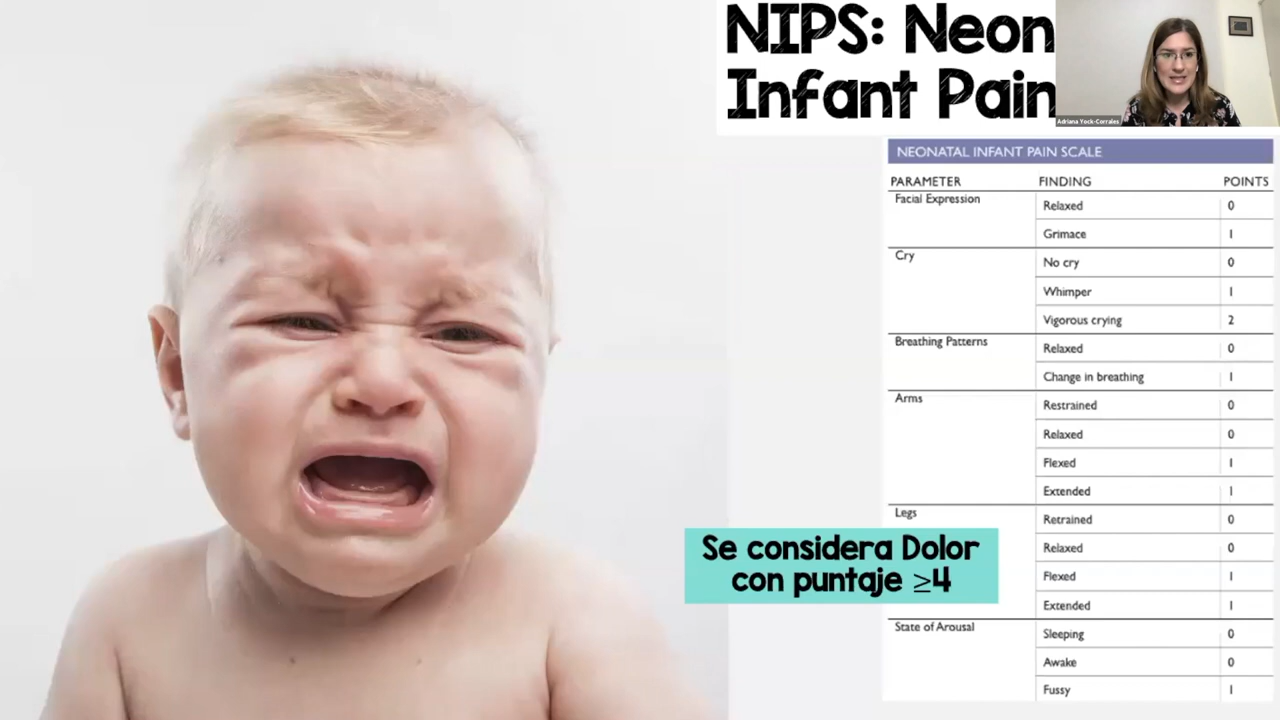 NIPS: Neon
Infant Pain
Adriana Yock-Corrales
NEONATAL INFANT PAIN SCALE
PARAMETER FINDING POINTS
Facial Expression Relaxed 0
Grimace 1
Cry No cry 0
Whimper 1
Vigorous crying 2
Breathing Patterns Relaxed 0
Change in breathing 1
Arms Restrained 0
Relaxed 0
Flexed 1
Extended 1
Legs Retrained 0
Relaxed 0
Flexed 1
Extended 1
State of Arousal Sleeping 0
Awake 0
Fussy 1
Se considera Dolor
con puntaje ≥4